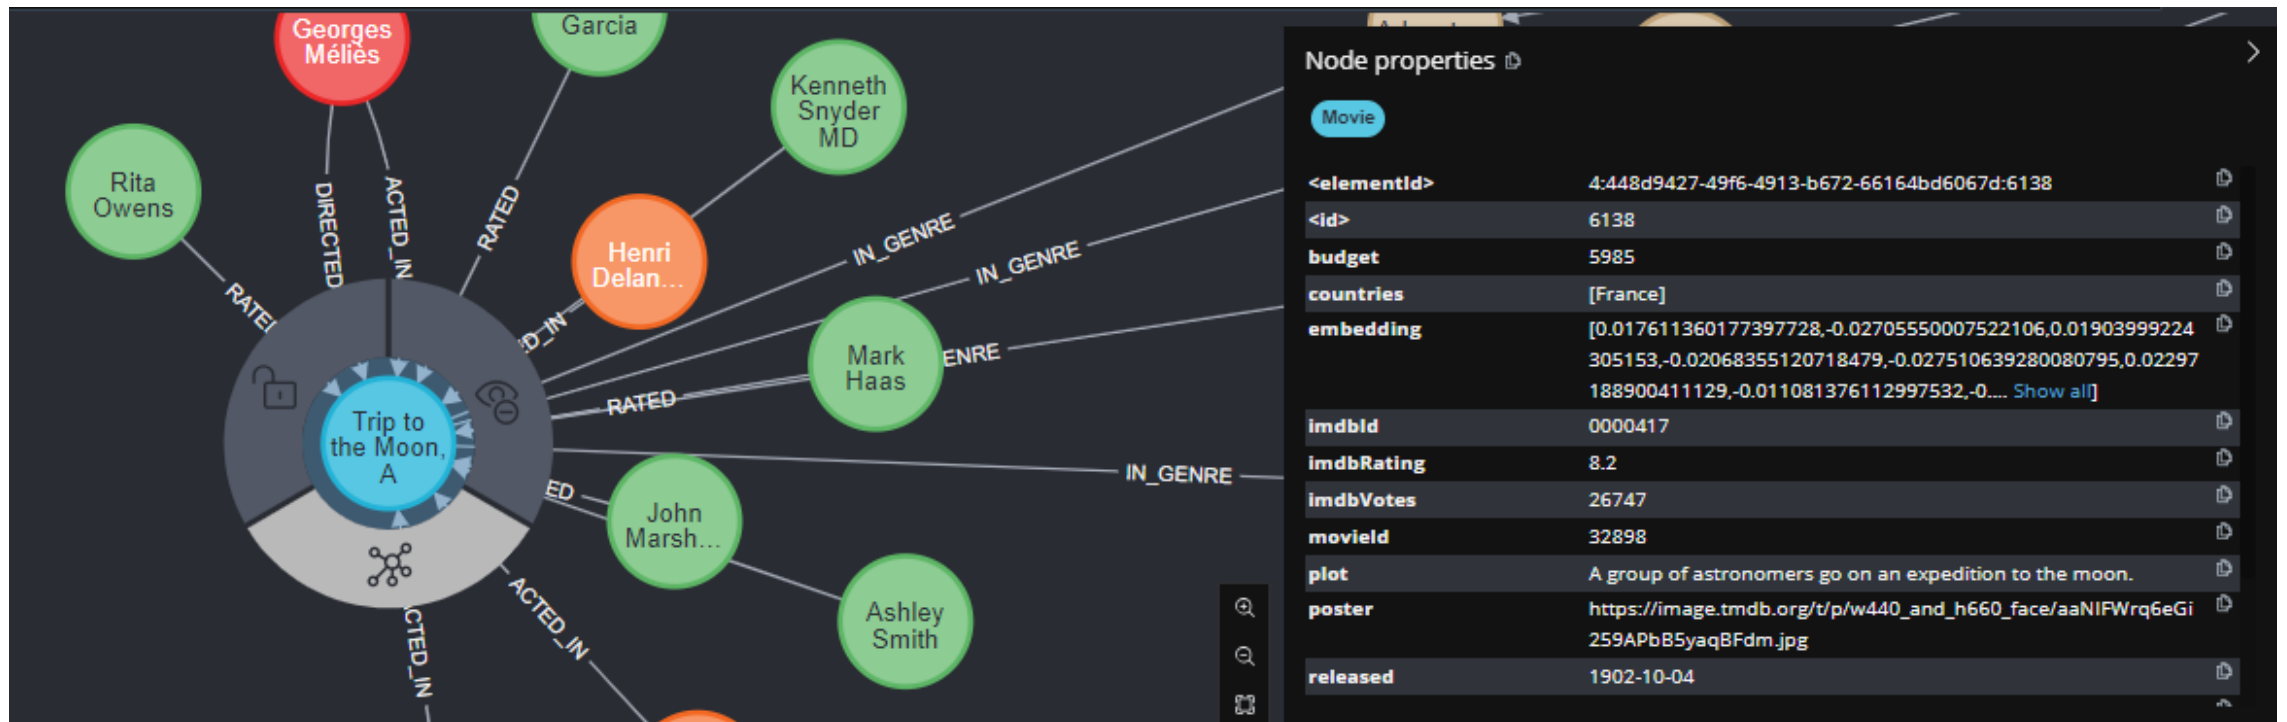 Georges
Méliès
Garcia
Kenneth
Snyder
MD
Rita
Owens
DIRECTED
ACTED_IN
RATED
IN_GENRE
IN_GENRE
Henri
Delan...
Mark
Haas
ENRE
RATED
Trip to
the Moon,
A
IN_GENRE
ED
John
Marsh...
Ashley
Smith
ACTED_IN
CTED_IN
Node properties
Movie
<elementId> 4:448d9427-49f6-4913-b672-66164bd6067d:6138
<id> 6138
budget 5985
countries [France]
embedding [0.017611360177397728,-0.02705550007522106,0.01903999224
305153,-0.02068355120718479,-0.027510639280080795,0.02297
188900411129,-0.011081376112997532,-0.... Show all]
imdbId 0000417
imdbRating 8.2
imdbVotes 26747
movieId 32898
plot A group of astronomers go on an expedition to the moon.
poster https://image.tmdb.org/t/p/w440_and_h660_face/aaNIFWrq6eGi
259APbB5yaqBFdm.jpg
released 1902-10-04